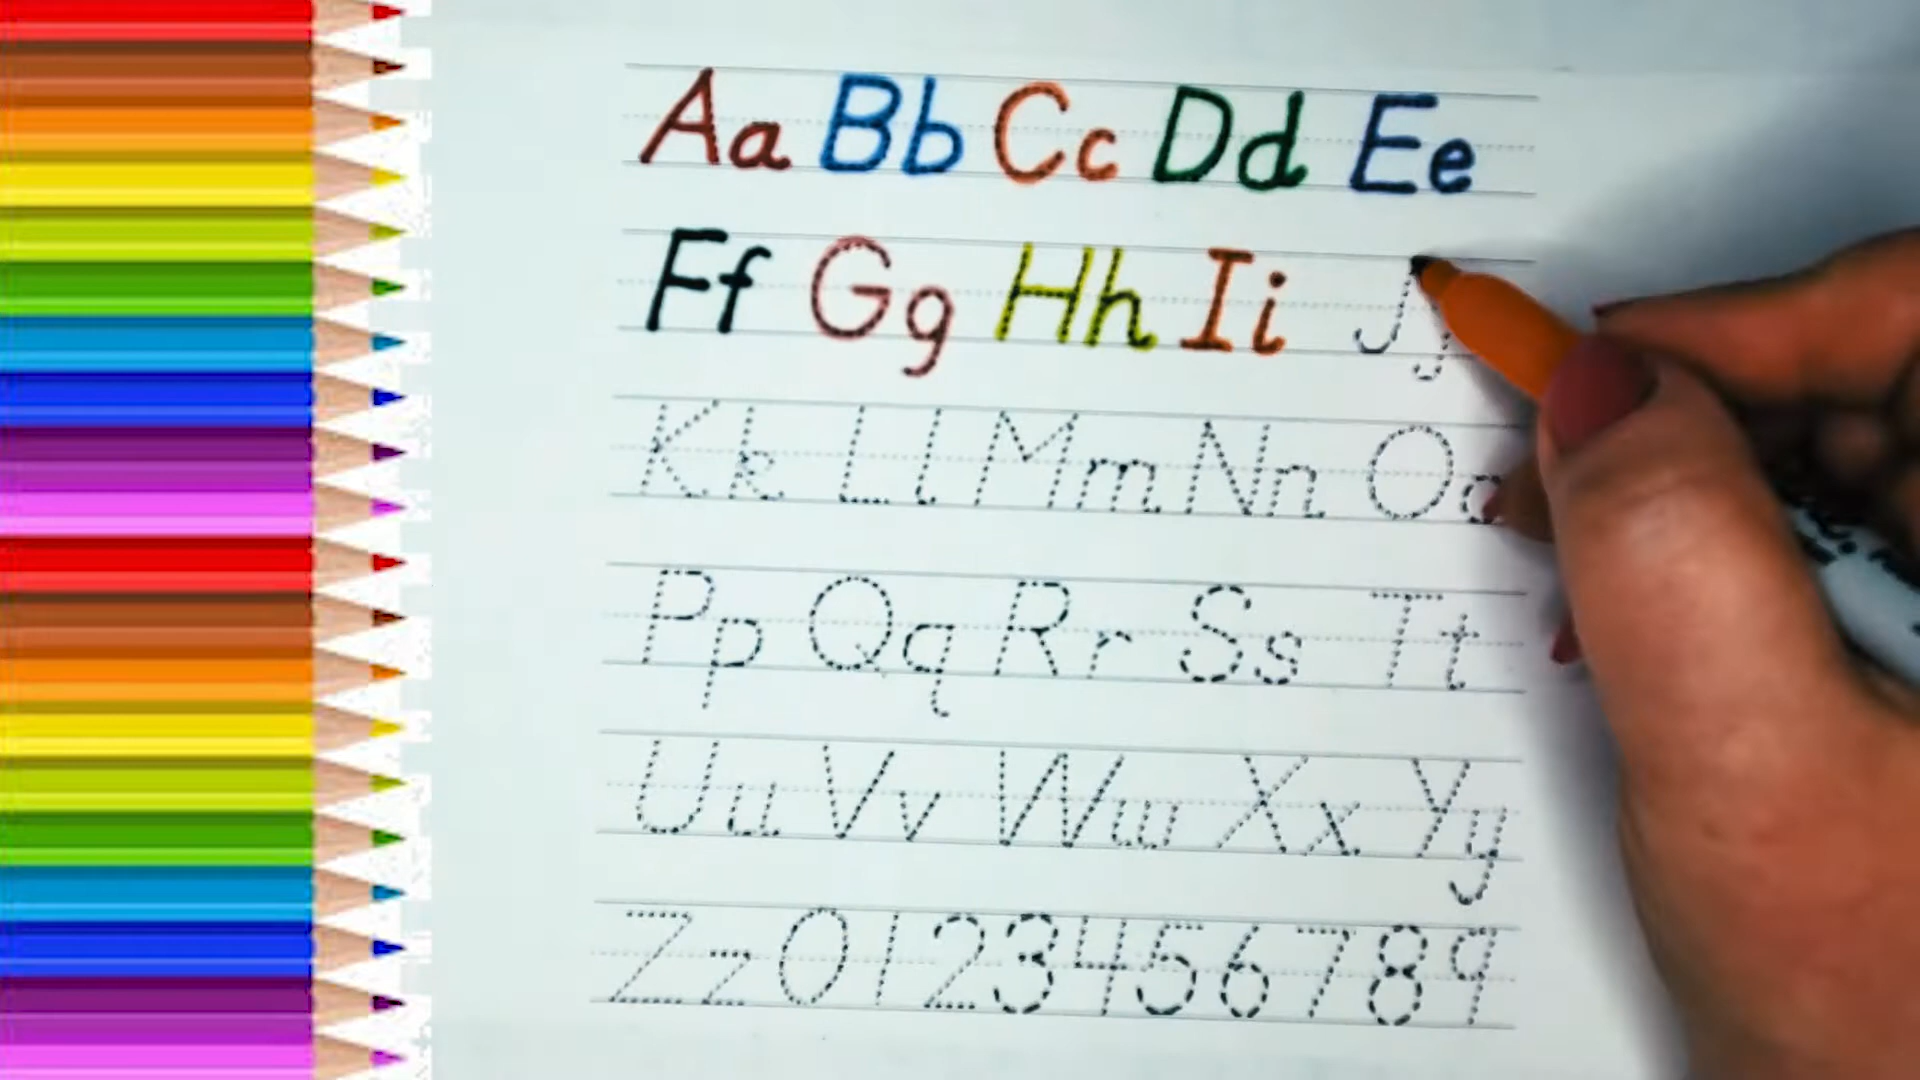 Aa Bb Cc Dd Ee
Ff Gg Hh Ii Jj
Kk Ll Mm Nn Oo
Pp Qq Rr Ss Tt
Uu Vv Ww Xx Yy
Zz 0 1 2 3 4 5 6 7 8 9